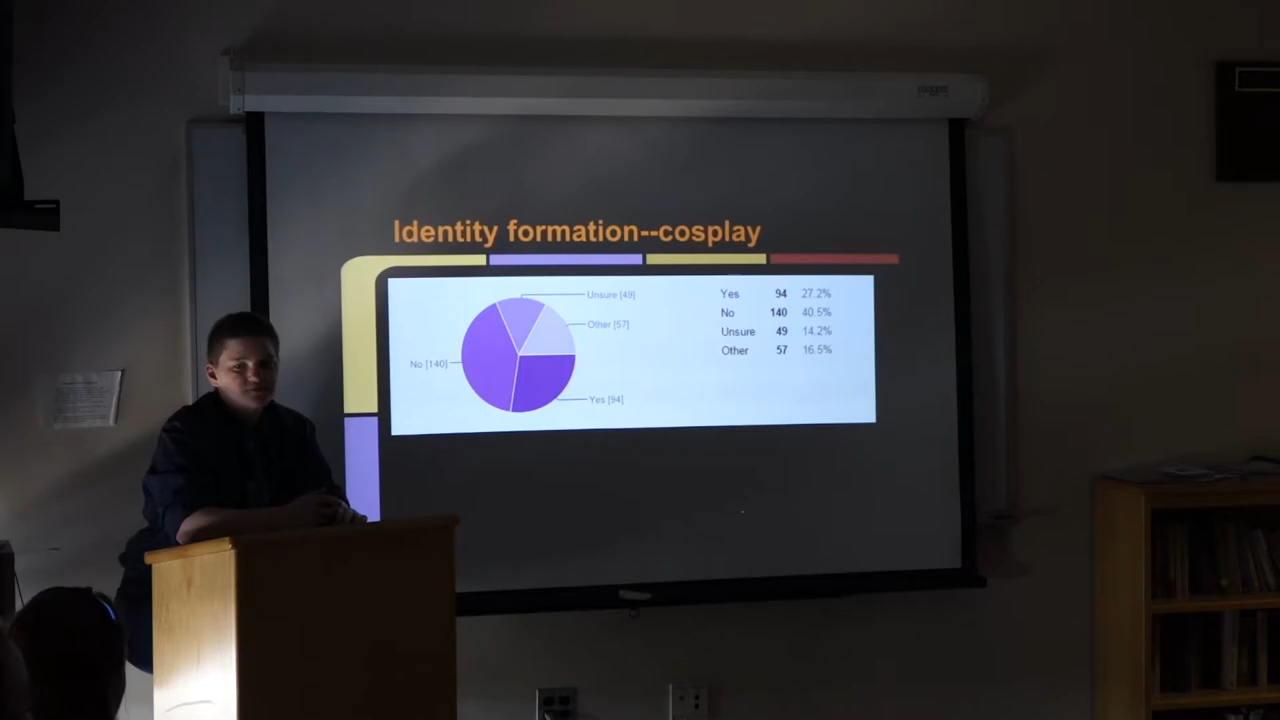 Identity formation--cosplay
Unsure [49]
Other [57]
No [140]
Yes [94]
Yes 94 27.2%
No 140 40.5%
Unsure 49 14.2%
Other 57 16.5%